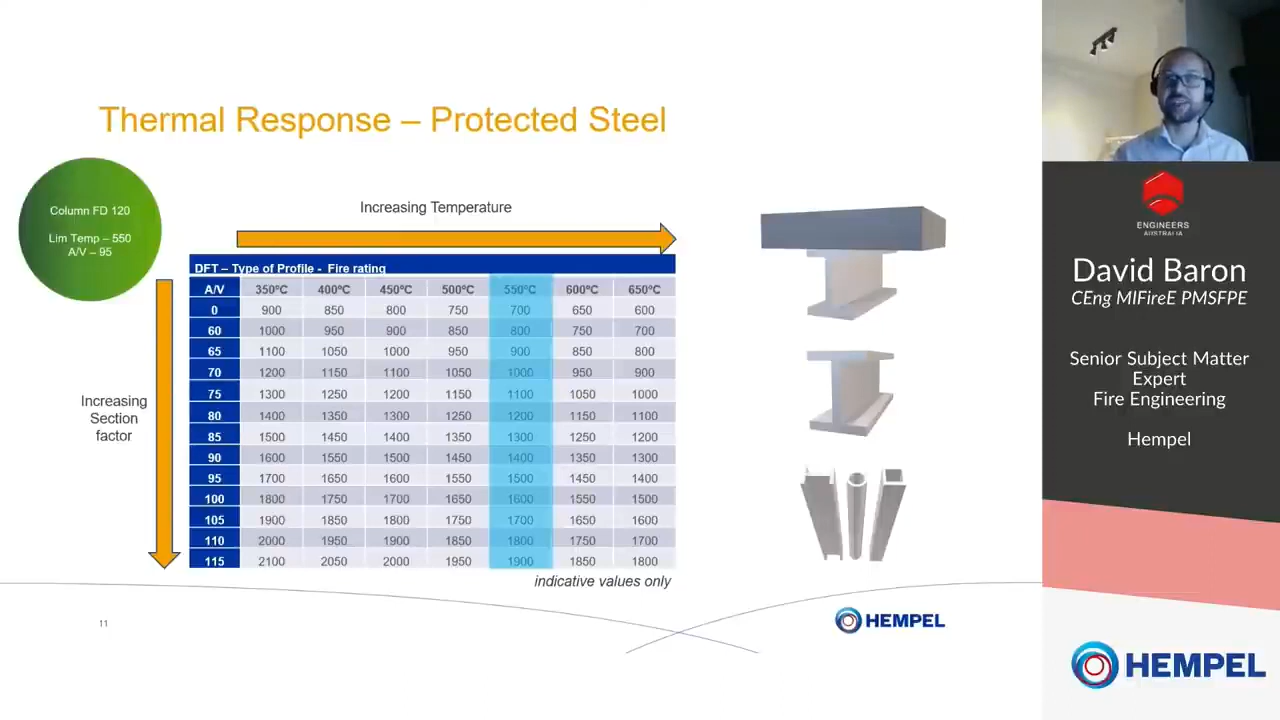 Thermal Response – Protected Steel
Column FD 120
Lim Temp – 550
A/V – 95
Increasing Temperature
Increasing
Section
factor
DFT – Type of Profile - Fire rating
A/V 350ºC 400ºC 450ºC 500ºC 550ºC 600ºC 650ºC
0 900 850 800 750 700 650 600
60 1000 950 900 850 800 750 700
65 1100 1050 1000 950 900 850 800
70 1200 1150 1100 1050 1000 950 900
75 1300 1250 1200 1150 1100 1050 1000
80 1400 1350 1300 1250 1200 1150 1100
85 1500 1450 1400 1350 1300 1250 1200
90 1600 1550 1500 1450 1400 1350 1300
95 1700 1650 1600 1550 1500 1450 1400
100 1800 1750 1700 1650 1600 1550 1500
105 1900 1850 1800 1750 1700 1650 1600
110 2000 1950 1900 1850 1800 1750 1700
115 2100 2050 2000 1950 1900 1850 1800
indicative values only
11
HEMPEL
ENGINEERS
AUSTRALIA
David Baron
CEng MIFireE PMSFPE
Senior Subject Matter
Expert
Fire Engineering
Hempel
HEMPEL